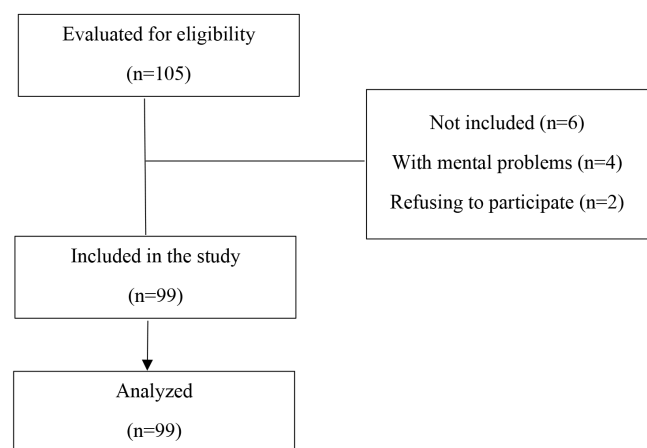 Evaluated for eligibility
(n=105)
Not included (n=6)
With mental problems (n=4)
Refusing to participate (n=2)
Included in the study
(n=99)
Analyzed
(n=99)